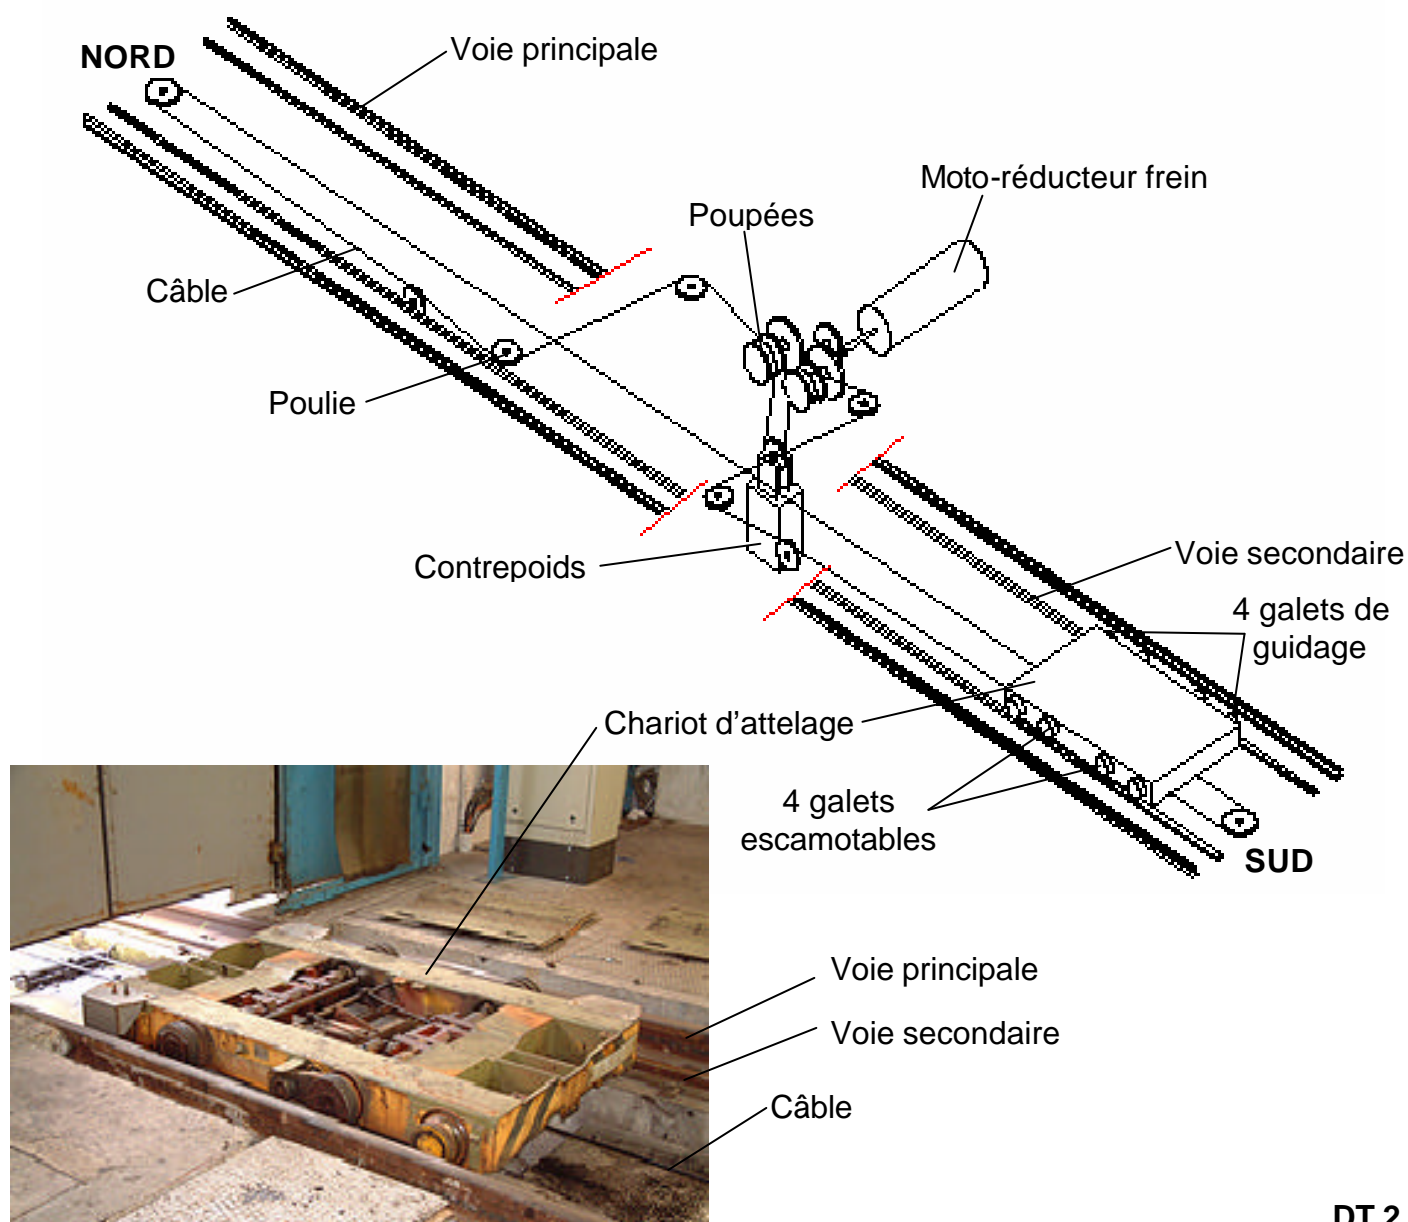 NORD
Voie principale
Moto-réducteur frein
Poupées
Câble
Poulie
Contrepoids
Voie secondaire
4 galets de
guidage
Chariot d'attelage
4 galets
escamotables
SUD
Voie principale
Voie secondaire
Câble
DT 2